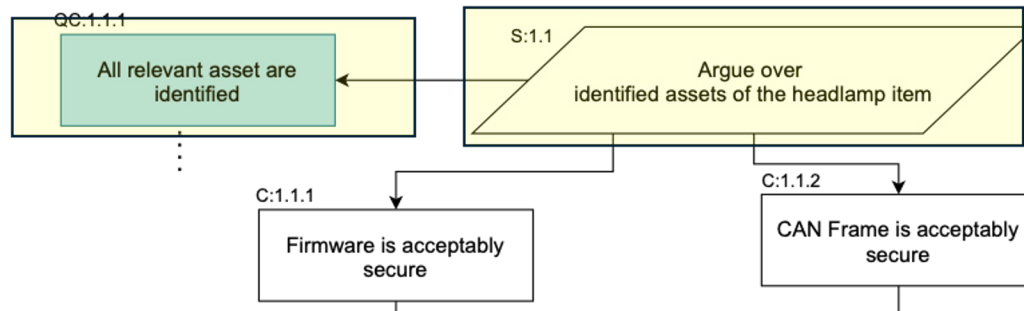 QC:1.1.1
All relevant asset are
identified
S:1.1
Argue over
identified assets of the headlamp item
C:1.1.1
Firmware is acceptably
secure
C:1.1.2
CAN Frame is acceptably
secure